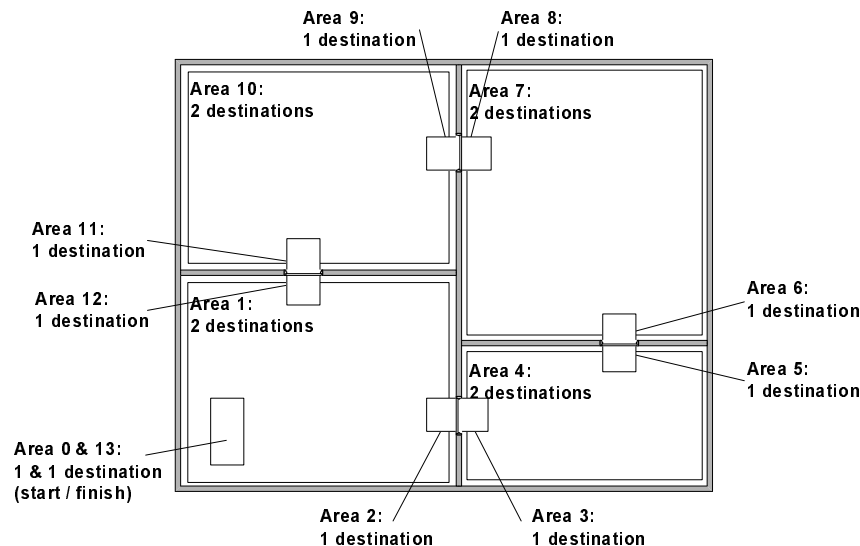 Area 9:
1 destination
Area 8:
1 destination
Area 10:
2 destinations
Area 7:
2 destinations
Area 11:
1 destination
Area 12:
1 destination
Area 1:
2 destinations
Area 6:
1 destination
Area 4:
2 destinations
Area 5:
1 destination
Area 0 & 13:
1 & 1 destination
(start / finish)
Area 2:
1 destination
Area 3:
1 destination